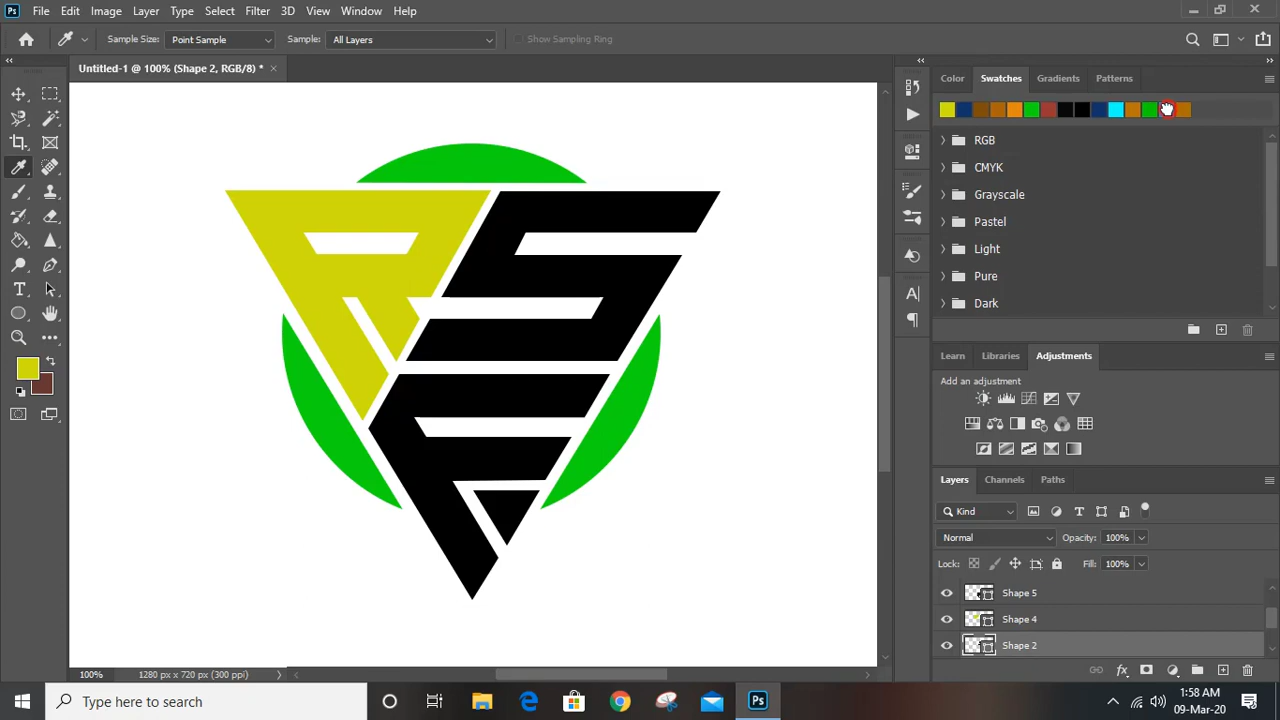 Ps File Edit Image Layer Type Select Filter 3D View Window Help
Sample Size: Point Sample Sample: All Layers Show Sampling Ring
Untitled-1 @ 100% (Shape 2, RGB/8) *
Color Swatches Gradients Patterns
RGB
CMYK
Grayscale
Pastel
Light
Pure
Dark
Learn Libraries Adjustments
Add an adjustment
Layers Channels Paths
Kind
Normal Opacity: 100%
Lock: Fill: 100%
Shape 5
Shape 4
Shape 2
100% 1280 px x 720 px (300 ppi)
Type here to search
Ps
1:58 AM
09-Mar-20